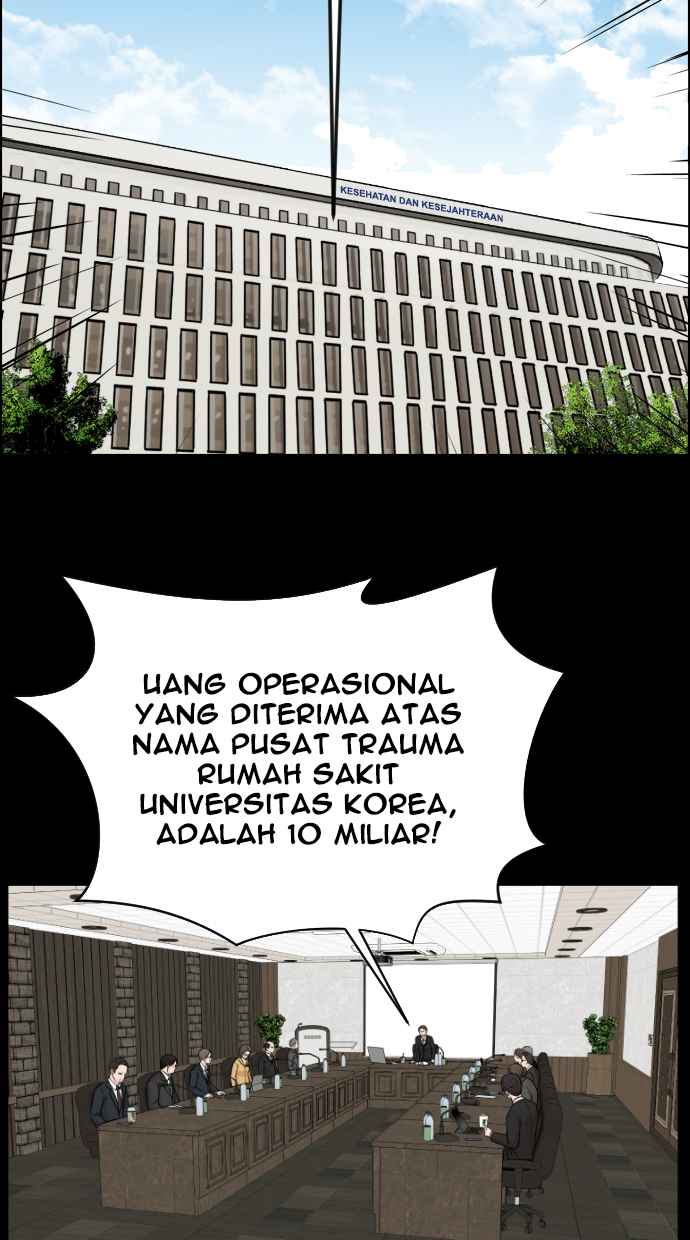 KESEHATAN DAN KESEJAHTERAAN
UANG OPERASIONAL
YANG DITERIMA ATAS
NAMA PUSAT TRAUMA
RUMAH SAKIT
UNIVERSITAS KOREA,
ADALAH 10 MILIAR!